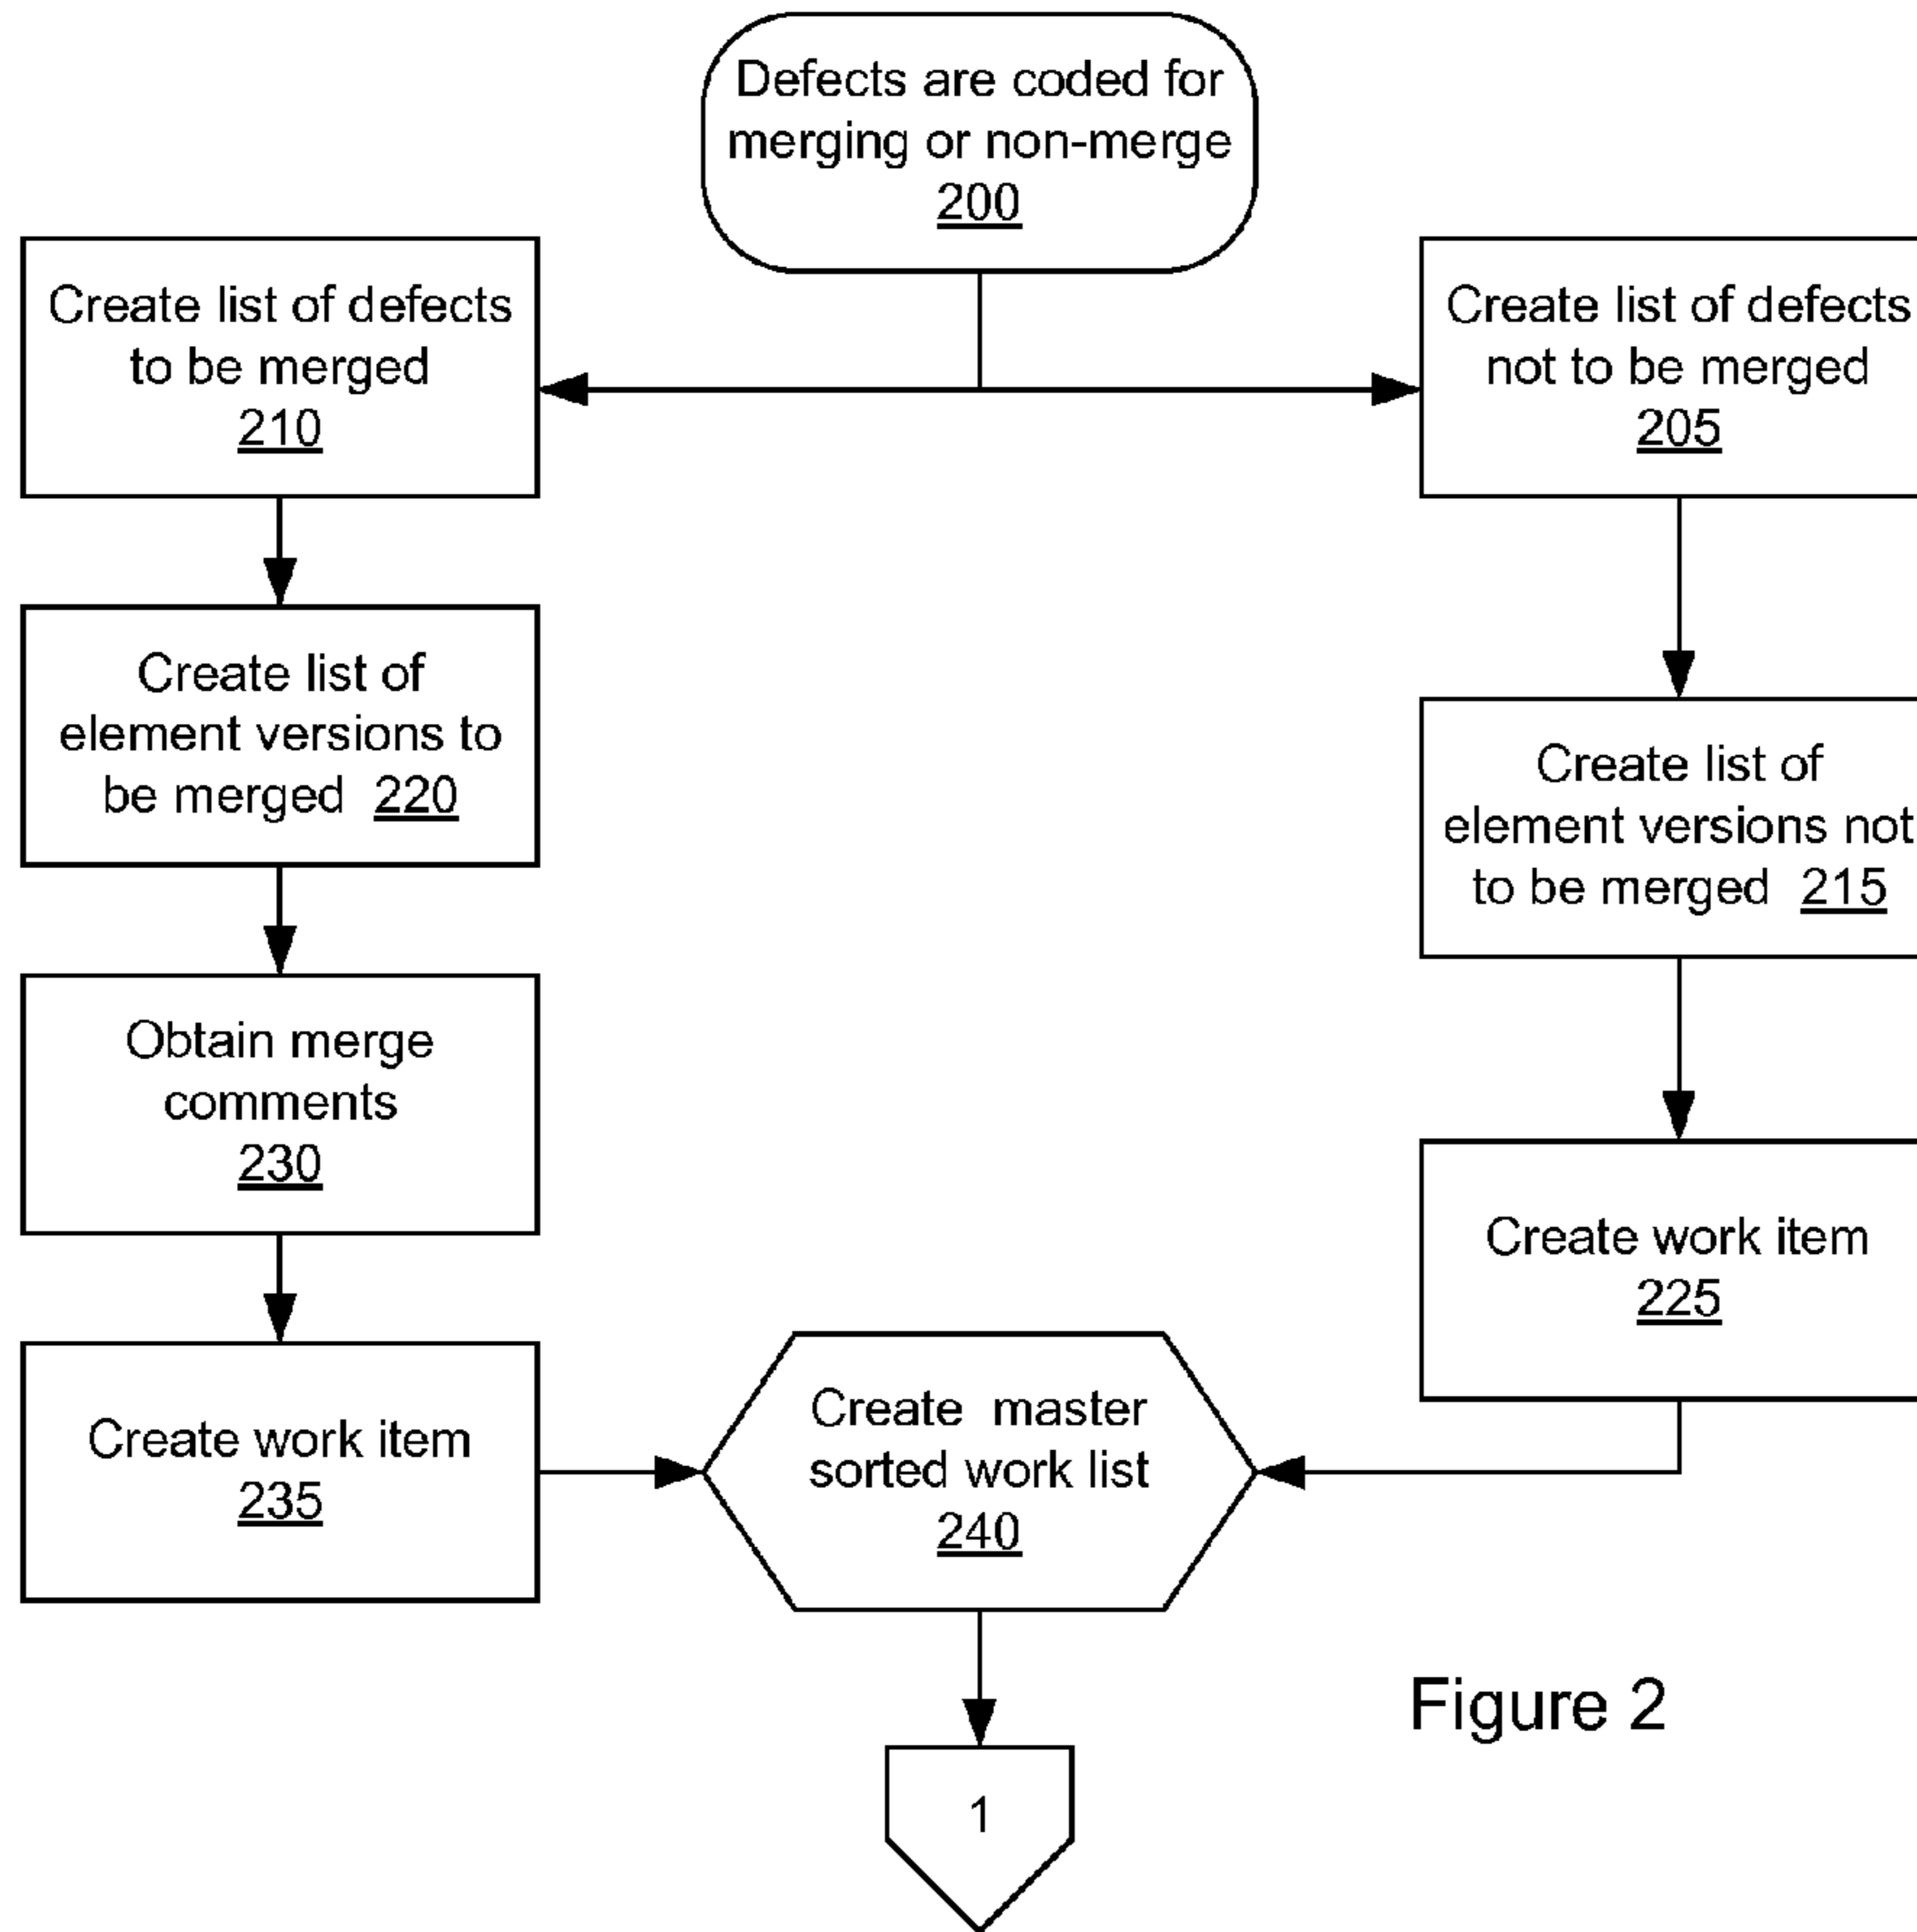 Defects are coded for
merging or non-merge
200
Create list of defects
to be merged
210
Create list of defects
not to be merged
205
Create list of
element versions to
be merged 220
Create list of
element versions not
to be merged 215
Obtain merge
comments
230
Create work item
225
Create work item
235
Create master
sorted work list
240
Figure 2
1